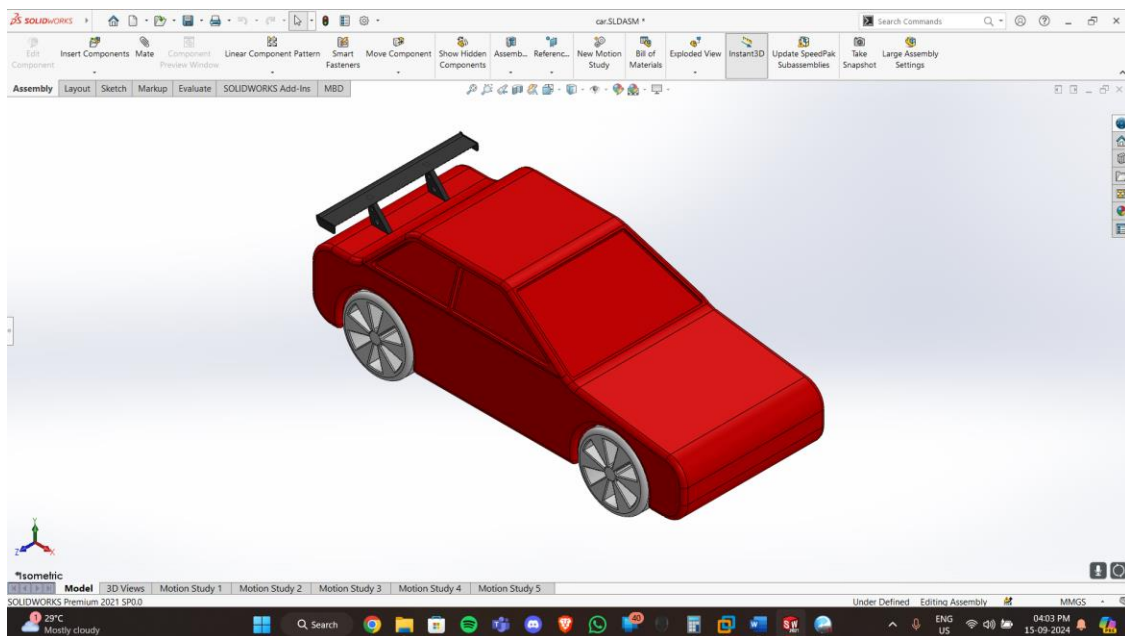 SOLIDWORKS
car.SLDASM *
Search Commands
Edit Component
Insert Components
Mate
Component Preview Window
Linear Component Pattern
Smart Fasteners
Move Component
Show Hidden Components
Assemb...
Referenc...
New Motion Study
Bill of Materials
Exploded View
Instant3D
Update SpeedPak Subassemblies
Take Snapshot
Large Assembly Settings
Assembly Layout Sketch Markup Evaluate SOLIDWORKS Add-Ins MBD
Y
Z X
*Isometric
Model 3D Views Motion Study 1 Motion Study 2 Motion Study 3 Motion Study 4 Motion Study 5
SOLIDWORKS Premium 2021 SP0.0 Under Defined Editing Assembly MMGS
1 29°C
Mostly cloudy
Search
40
ENG
US
04:03 PM
15-09-2024